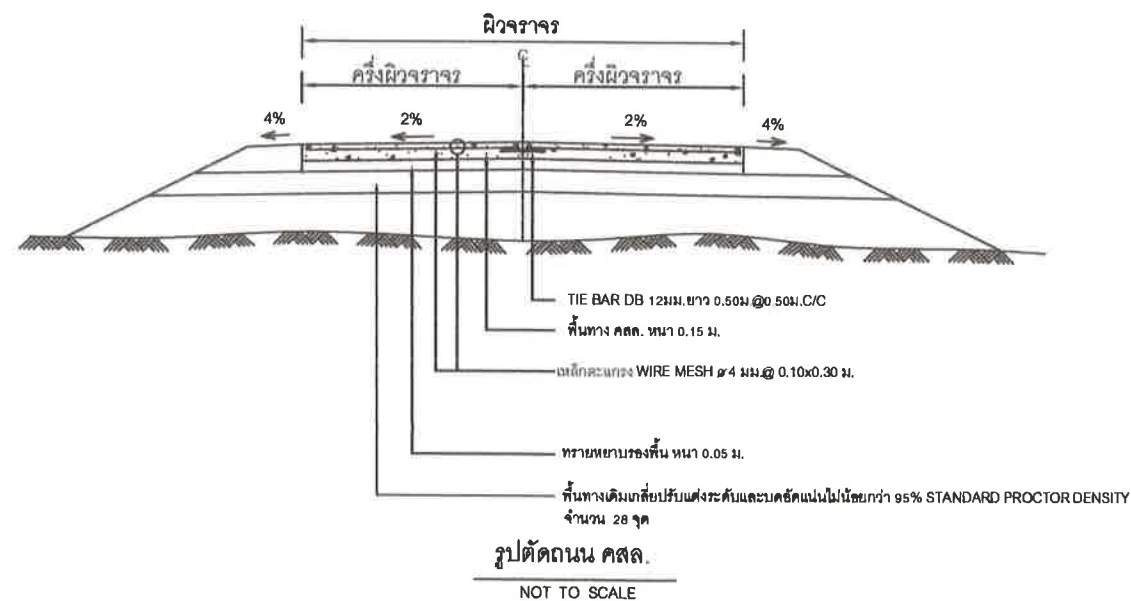 ผิวจราจร
℄
ครึ่งผิวจราจร ครึ่งผิวจราจร
4% 2% 2% 4%
TIE BAR DB 12มม.ยาว 0.50ม.@0.50ม.C/C
พื้นทาง คสล. หนา 0.15 ม.
เหล็กตะแกรง WIRE MESH ø 4 มม.@ 0.10x0.30 ม.
ทรายหยาบรองพื้น หนา 0.05 ม.
พื้นทางเดิมเกลี่ยปรับแต่งระดับและบดอัดแน่นไม่น้อยกว่า 95% STANDARD PROCTOR DENSITY
จำนวน 28 จุด
รูปตัดถนน คสล.
NOT TO SCALE